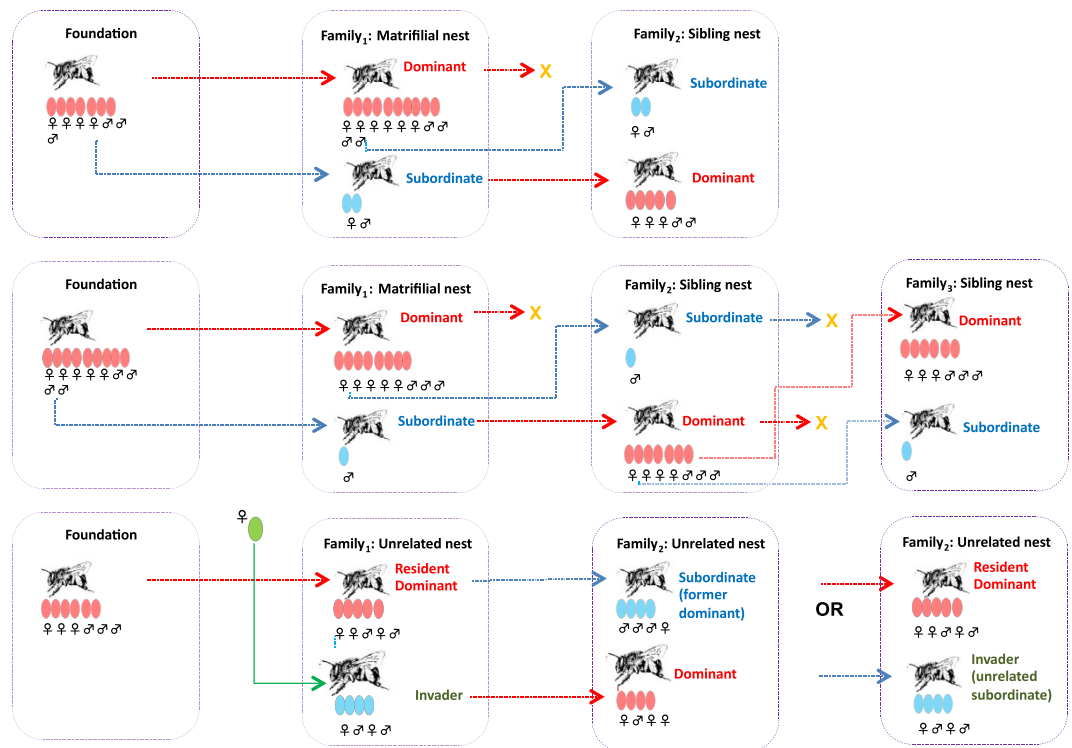 Foundation
♀♀♀♀♂♂
♂
Family1: Matrifilial nest
Dominant
X
♀♀♀♀♀♀♂♂
♂♂
Subordinate
♀♂
Family2: Sibling nest
Subordinate
♀♂
Dominant
♀♀♀♂♂
Foundation
♀♀♀♀♀♂♂
♂♂
Family1: Matrifilial nest
Dominant
X
♀♀♀♀♀♂♂♂
Subordinate
♂
Family2: Sibling nest
Subordinate
X
♂
Dominant
X
♀♀♀♀♂♂♂
Family3: Sibling nest
Dominant
♀♀♀♂♂♂
Subordinate
♂
Foundation
♀♀♀♂♂♂
♀
Family1: Unrelated nest
Resident
Dominant
♀♀♂♀♂
Invader
♀♂♀♂
Family2: Unrelated nest
Subordinate
(former
dominant)
♂♂♂♀
Dominant
♀♂♀♀
OR
Family2: Unrelated nest
Resident
Dominant
♀♀♂♀♂
Invader
(unrelated
subordinate)
♀♂♀♂